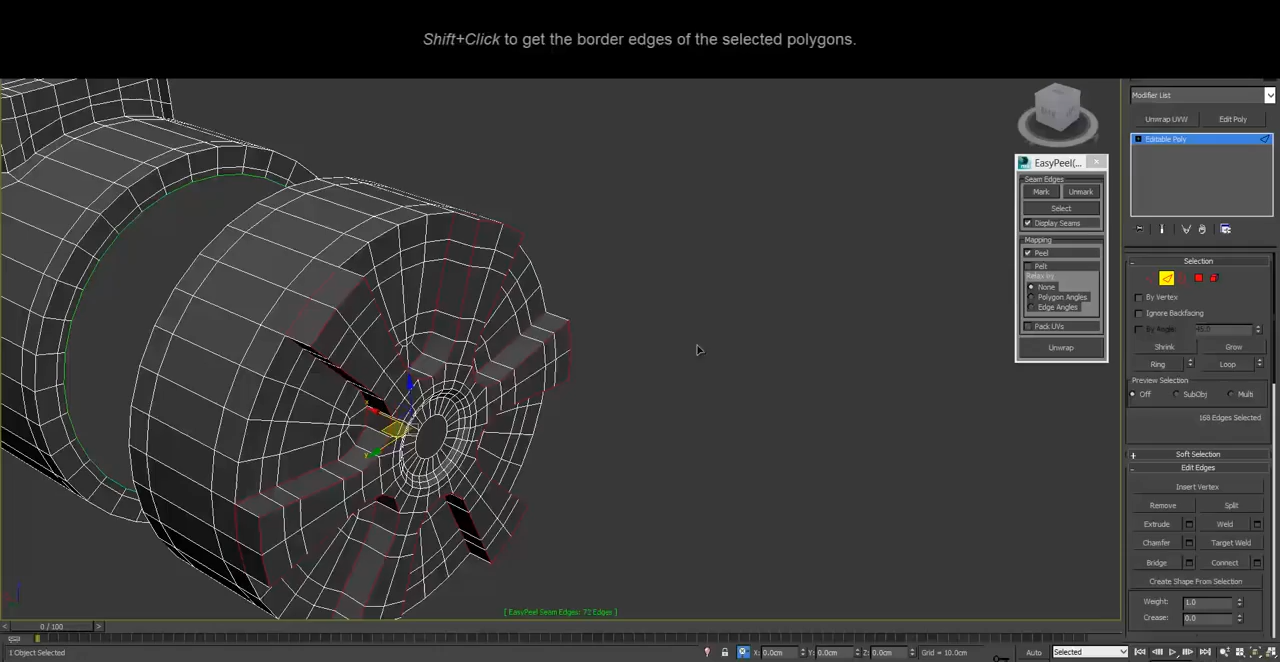 Shift+Click to get the border edges of the selected polygons.
Modifier List
Unwrap UVW
Edit Poly
Editable Poly
EasyPeel(...
Seam Edges
Mark
Unmark
Select
Display Seams
Mapping
Peel
Pelt
None
Polygon Angles
Edge Angles
Pack UVs
Unwrap
Selection
By Vertex
Ignore Backfacing
By Angle:
45.0
Shrink
Grow
Ring
Loop
Preview Selection
Off
SubObj
Multi
168 Edges Selected
Soft Selection
Edit Edges
Insert Vertex
Remove
Split
Extrude
Weld
Chamfer
Target Weld
Bridge
Connect
Create Shape From Selection
Weight:
1.0
Crease:
0.0
[ EasyPeel Seam Edges: 72 Edges ]
0 / 100
1 Object Selected
X: 0.0cm
Y: 0.0cm
Z: 0.0cm
Grid = 10.0cm
Auto
Selected